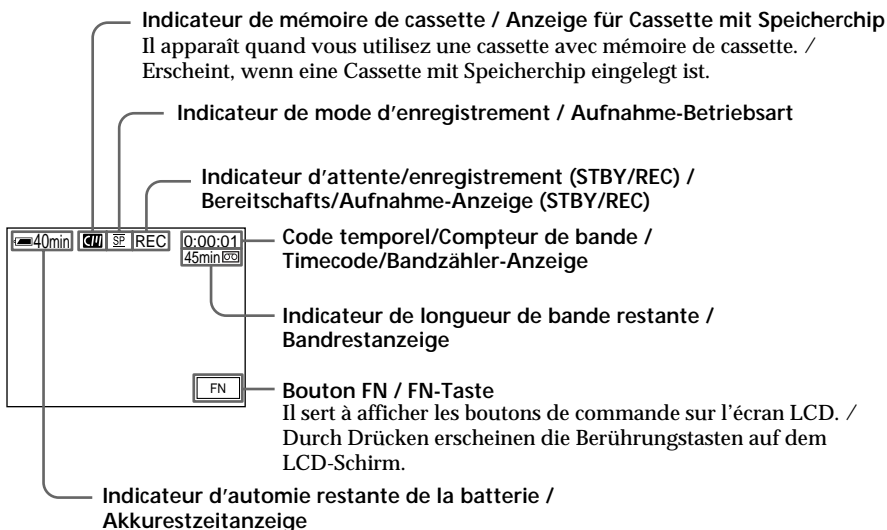 Indicateur de mémoire de cassette / Anzeige für Cassette mit Speicherchip
Il apparaît quand vous utilisez une cassette avec mémoire de cassette. /
Erscheint, wenn eine Cassette mit Speicherchip eingelegt ist.
Indicateur de mode d'enregistrement / Aufnahme-Betriebsart
Indicateur d'attente/enregistrement (STBY/REC) /
Bereitschafts/Aufnahme-Anzeige (STBY/REC)
40min CM SP REC 0:00:01
45min
Code temporel/Compteur de bande /
Timecode/Bandzähler-Anzeige
Indicateur de longueur de bande restante /
Bandrestanzeige
FN
Bouton FN / FN-Taste
Il sert à afficher les boutons de commande sur l'écran LCD. /
Durch Drücken erscheinen die Berührungstasten auf dem
LCD-Schirm.
Indicateur d'automie restante de la batterie /
Akkurestzeitanzeige